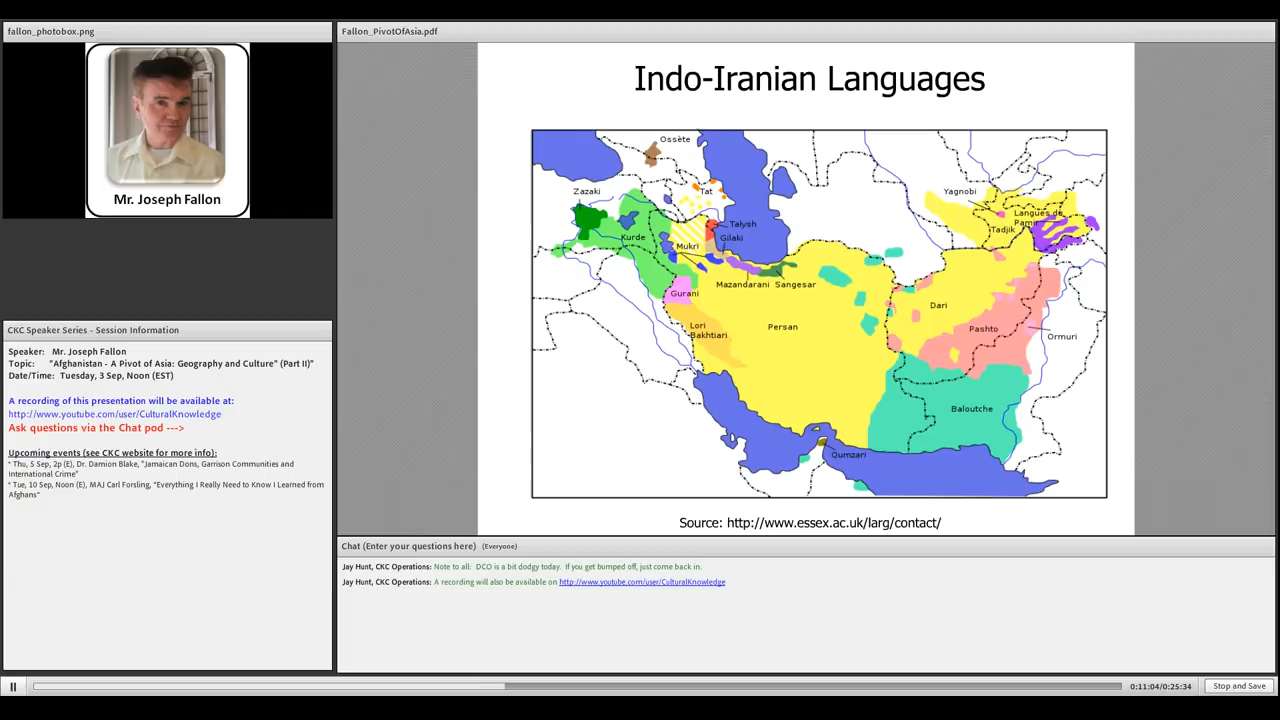 fallon_photobox.png
Mr. Joseph Fallon
CKC Speaker Series - Session Information
Speaker: Mr. Joseph Fallon
Topic: "Afghanistan - A Pivot of Asia: Geography and Culture" (Part II)"
Date/Time: Tuesday, 3 Sep, Noon (EST)
A recording of this presentation will be available at:
http://www.youtube.com/user/CulturalKnowledge
Ask questions via the Chat pod --->
Upcoming events (see CKC website for more info):
* Thu, 5 Sep, 2p (E), Dr. Damion Blake, "Jamaican Dons, Garrison Communities and
International Crime"
* Tue, 10 Sep, Noon (E), MAJ Carl Forsling, "Everything I Really Need to Know I Learned from
Afghans"
Fallon_PivotOfAsia.pdf
Indo-Iranian Languages
Ossète
Zazaki
Tat
Yagnobi
Langues du
Pamir
Tadjik
Talysh
Kurde
Gilaki
Mukri
Mazandarani
Sangesar
Gurani
Dari
Lori
Bakhtiari
Persan
Pashto
Ormuri
Baloutche
Qumzari
Source: http://www.essex.ac.uk/larg/contact/
Chat (Enter your questions here) (Everyone)
Jay Hunt, CKC Operations: Note to all: DCO is a bit dodgy today. If you get bumped off, just come back in.
Jay Hunt, CKC Operations: A recording will also be available on http://www.youtube.com/user/CulturalKnowledge
0:11:04/0:25:34
Stop and Save